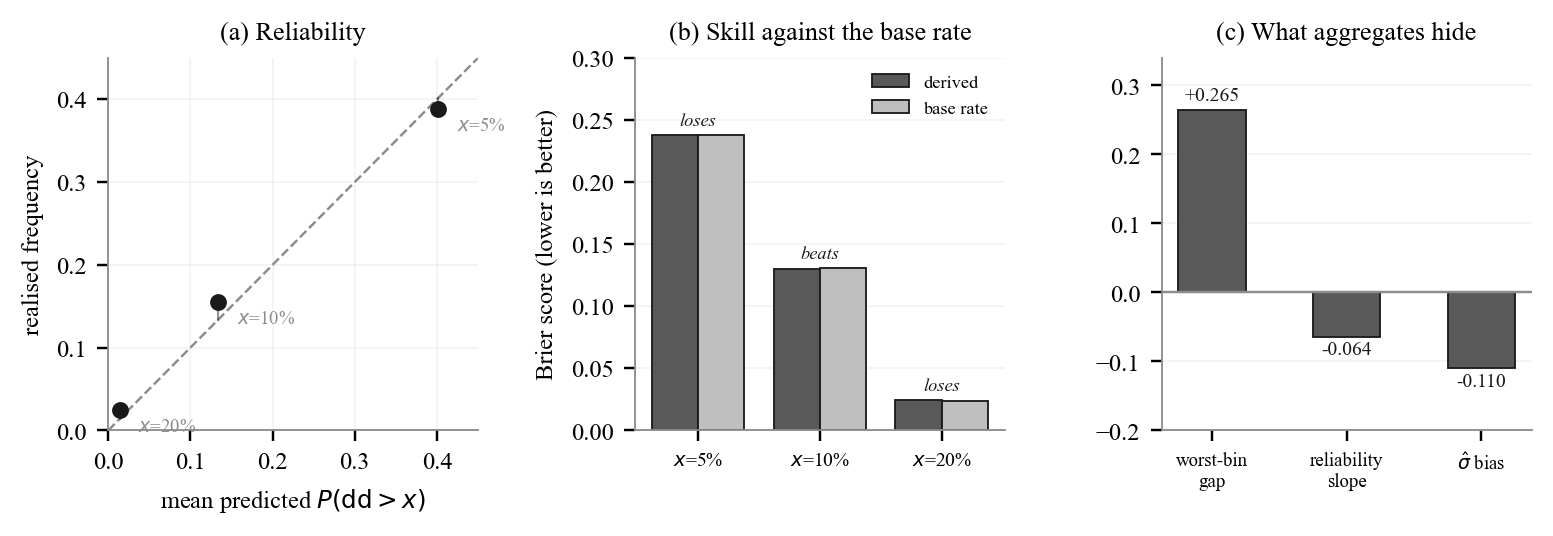 (a) Reliability
realised frequency
0.4
0.3
0.2
0.1
0.0
x=5%
x=10%
x=20%
0.0 0.1 0.2 0.3 0.4
mean predicted P(dd > x)
(b) Skill against the base rate
Brier score (lower is better)
0.30
0.25
0.20
0.15
0.10
0.05
0.00
derived
base rate
loses
beats
loses
x=5% x=10% x=20%
(c) What aggregates hide
0.3
0.2
0.1
0.0
−0.1
−0.2
+0.265
-0.064
-0.110
worst-bin
gap
reliability
slope
σ̂ bias